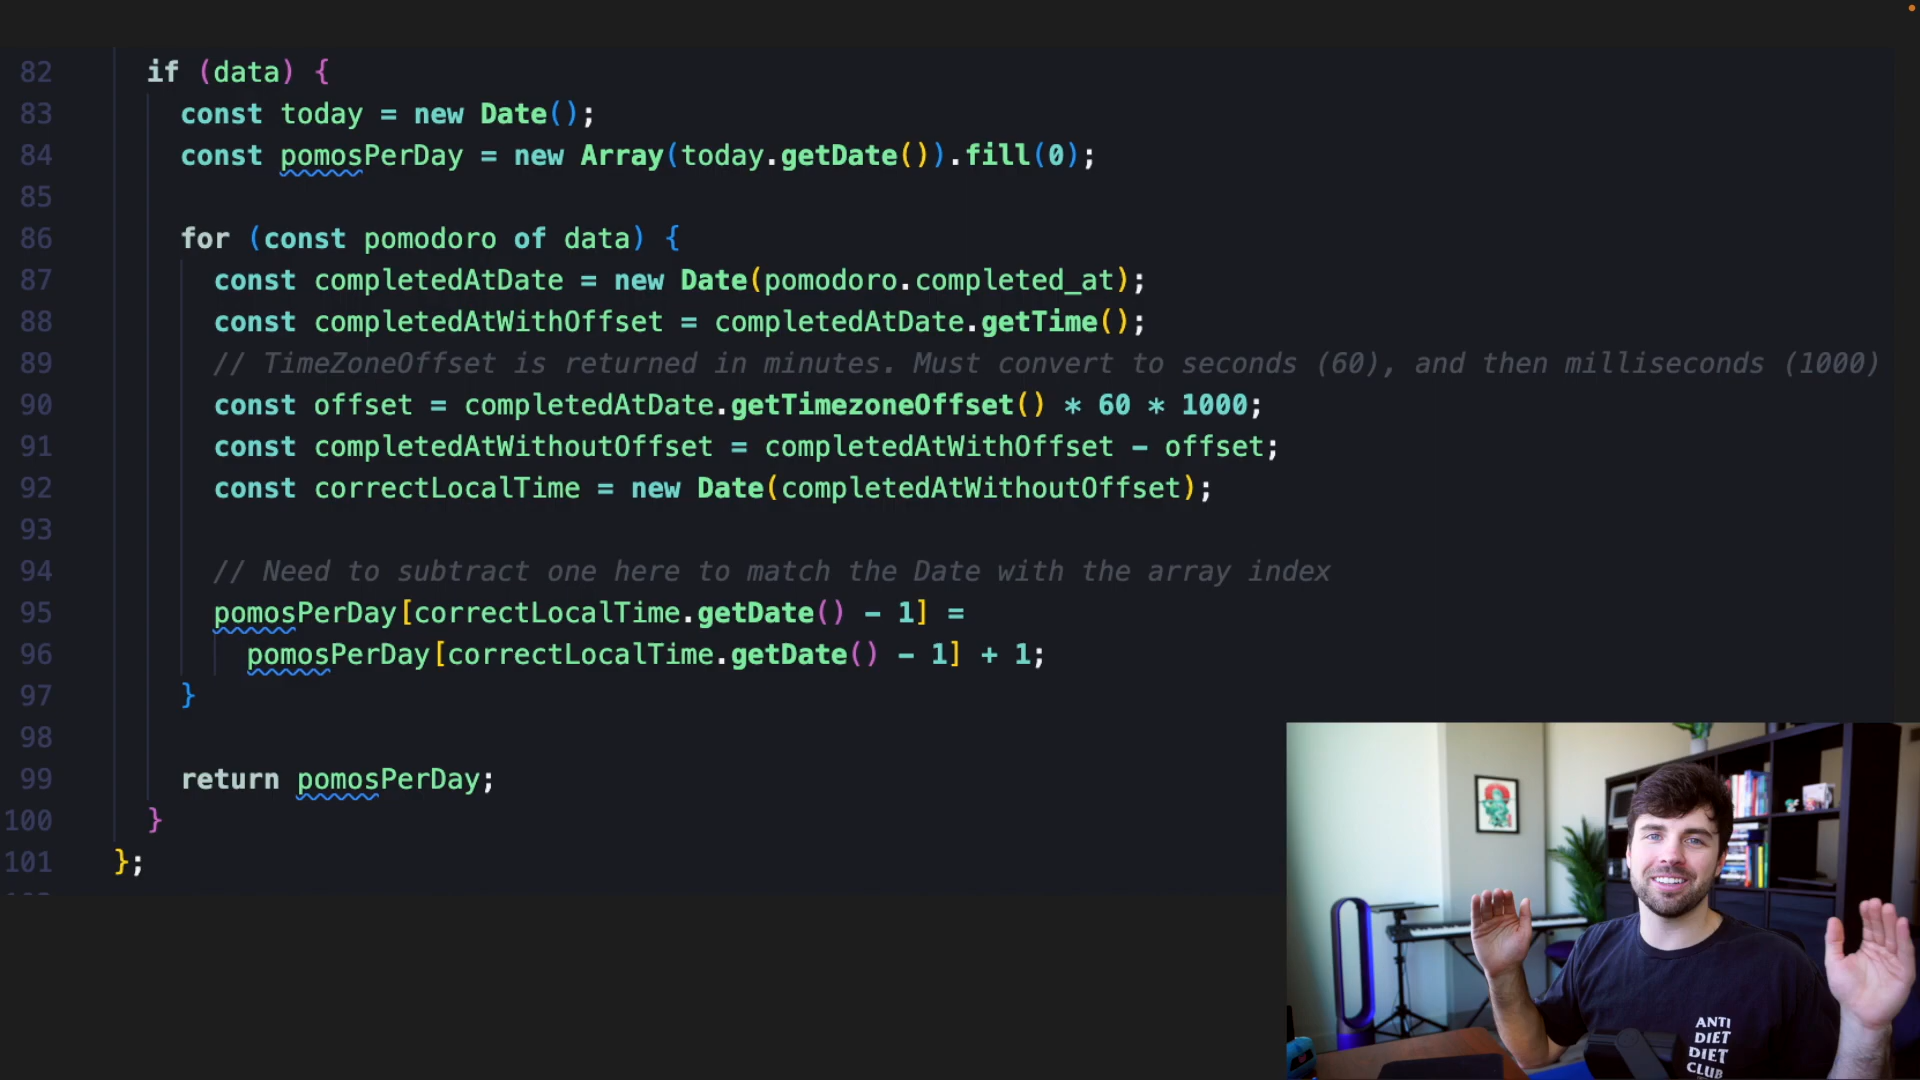 82 if (data) {
83 const today = new Date();
84 const pomosPerDay = new Array(today.getDate()).fill(0);
85
86 for (const pomodoro of data) {
87 const completedAtDate = new Date(pomodoro.completed_at);
88 const completedAtWithOffset = completedAtDate.getTime();
89 // TimeZoneOffset is returned in minutes. Must convert to seconds (60), and then milliseconds (1000)
90 const offset = completedAtDate.getTimezoneOffset() * 60 * 1000;
91 const completedAtWithoutOffset = completedAtWithOffset - offset;
92 const correctLocalTime = new Date(completedAtWithoutOffset);
93
94 // Need to subtract one here to match the Date with the array index
95 pomosPerDay[correctLocalTime.getDate() - 1] =
96 pomosPerDay[correctLocalTime.getDate() - 1] + 1;
97 }
98
99 return pomosPerDay;
100 }
101 };
ANTI
DIET
DIET
CLUB